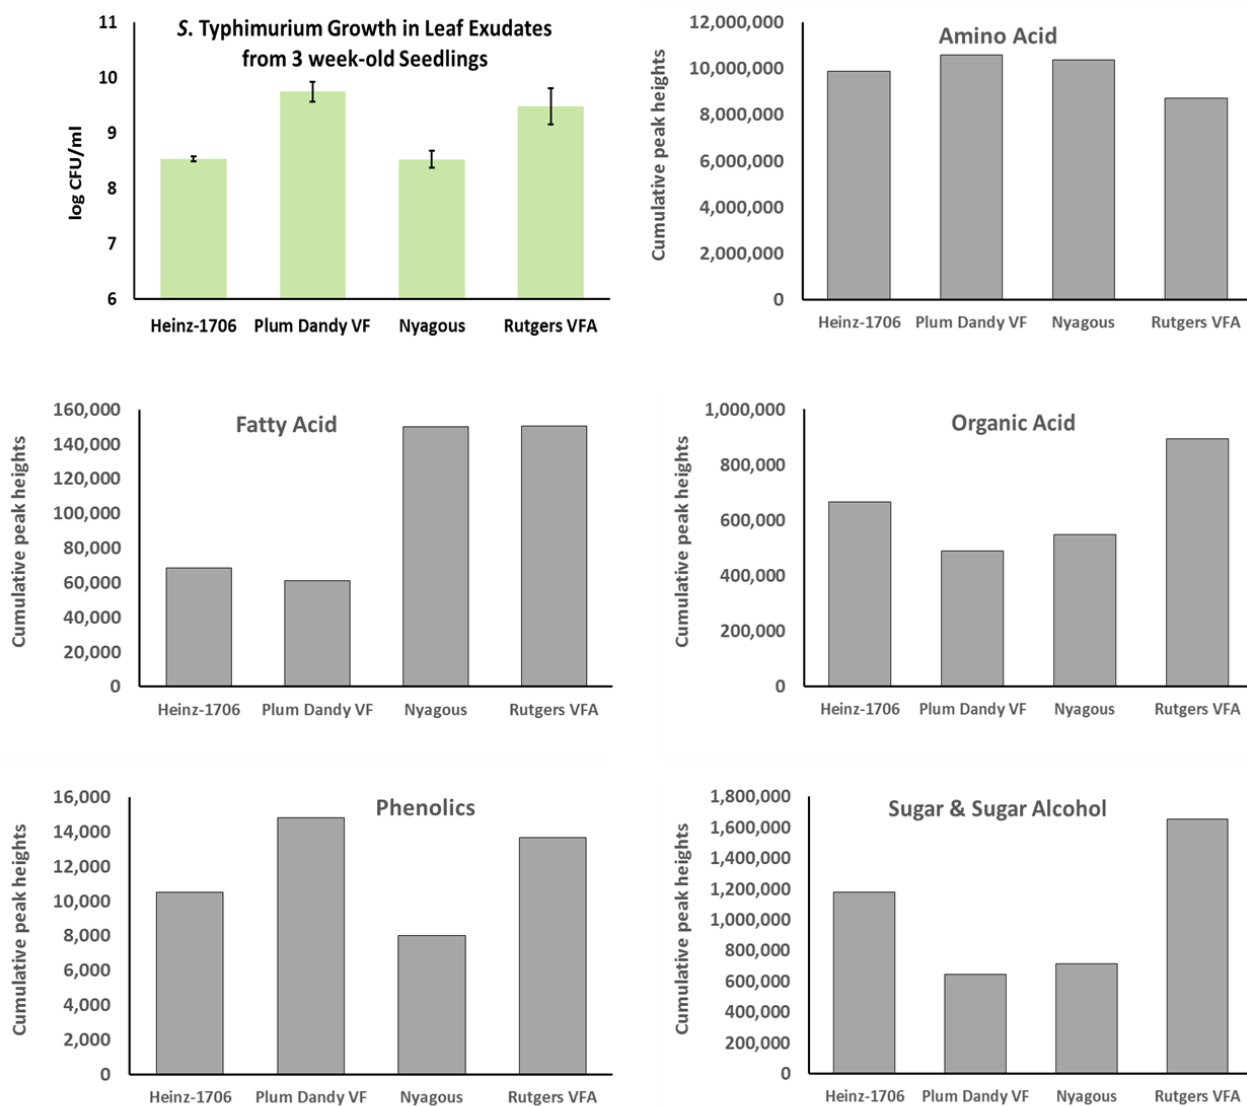 S. Typhimurium Growth in Leaf Exudates
from 3 week-old Seedlings
log CFU/ml
11
10
9
8
7
6
Heinz-1706 Plum Dandy VF Nyagous Rutgers VFA
Amino Acid
Cumulative peak heights
12,000,000
10,000,000
8,000,000
6,000,000
4,000,000
2,000,000
0
Heinz-1706 Plum Dandy VF Nyagous Rutgers VFA
Fatty Acid
Cumulative peak heights
160,000
140,000
120,000
100,000
80,000
60,000
40,000
20,000
0
Heinz-1706 Plum Dandy VF Nyagous Rutgers VFA
Organic Acid
Cumulative peak heights
1,000,000
800,000
600,000
400,000
200,000
0
Heinz-1706 Plum Dandy VF Nyagous Rutgers VFA
Phenolics
Cumulative peak heights
16,000
14,000
12,000
10,000
8,000
6,000
4,000
2,000
0
Heinz-1706 Plum Dandy VF Nyagous Rutgers VFA
Sugar & Sugar Alcohol
Cumulative peak heights
1,800,000
1,600,000
1,400,000
1,200,000
1,000,000
800,000
600,000
400,000
200,000
0
Heinz-1706 Plum Dandy VF Nyagous Rutgers VFA